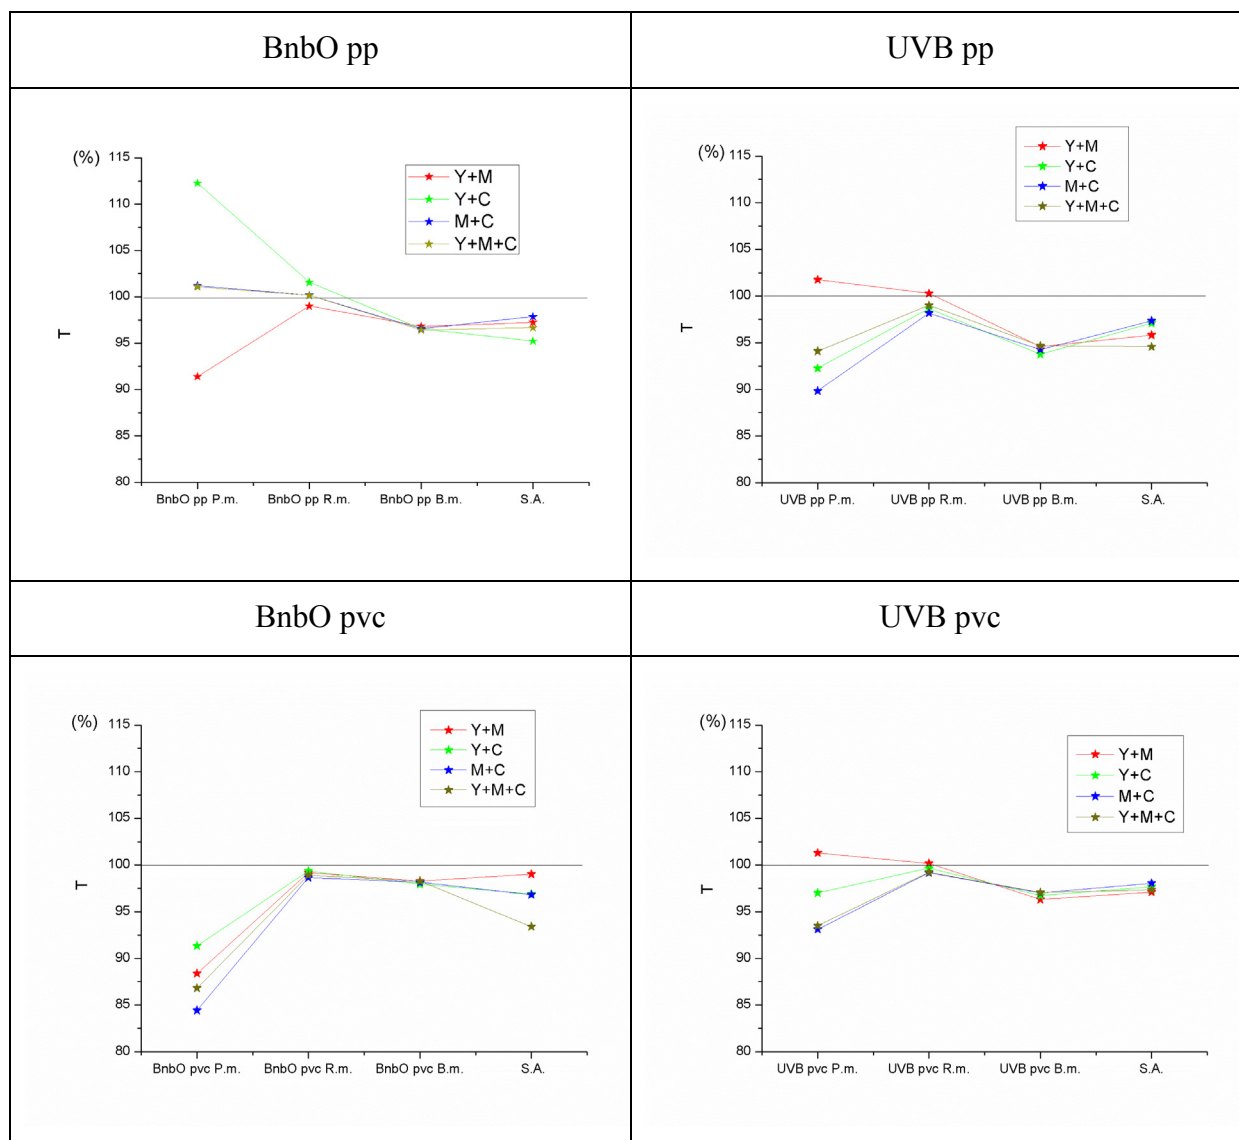 BnbO pp
UVB pp
(%)
115
110
105
100
95
90
85
80
T
Y+M
Y+C
M+C
Y+M+C
BnbO pp P.m.
BnbO pp R.m.
BnbO pp B.m.
S.A.
(%)
115
110
105
100
95
90
85
80
T
Y+M
Y+C
M+C
Y+M+C
UVB pp P.m.
UVB pp R.m.
UVB pp B.m.
S.A.
BnbO pvc
UVB pvc
(%)
115
110
105
100
95
90
85
80
T
Y+M
Y+C
M+C
Y+M+C
BnbO pvc P.m.
BnbO pvc R.m.
BnbO pvc B.m.
S.A.
(%)
115
110
105
100
95
90
85
80
T
Y+M
Y+C
M+C
Y+M+C
UVB pvc P.m.
UVB pvc R.m.
UVB pvc B.m.
S.A.